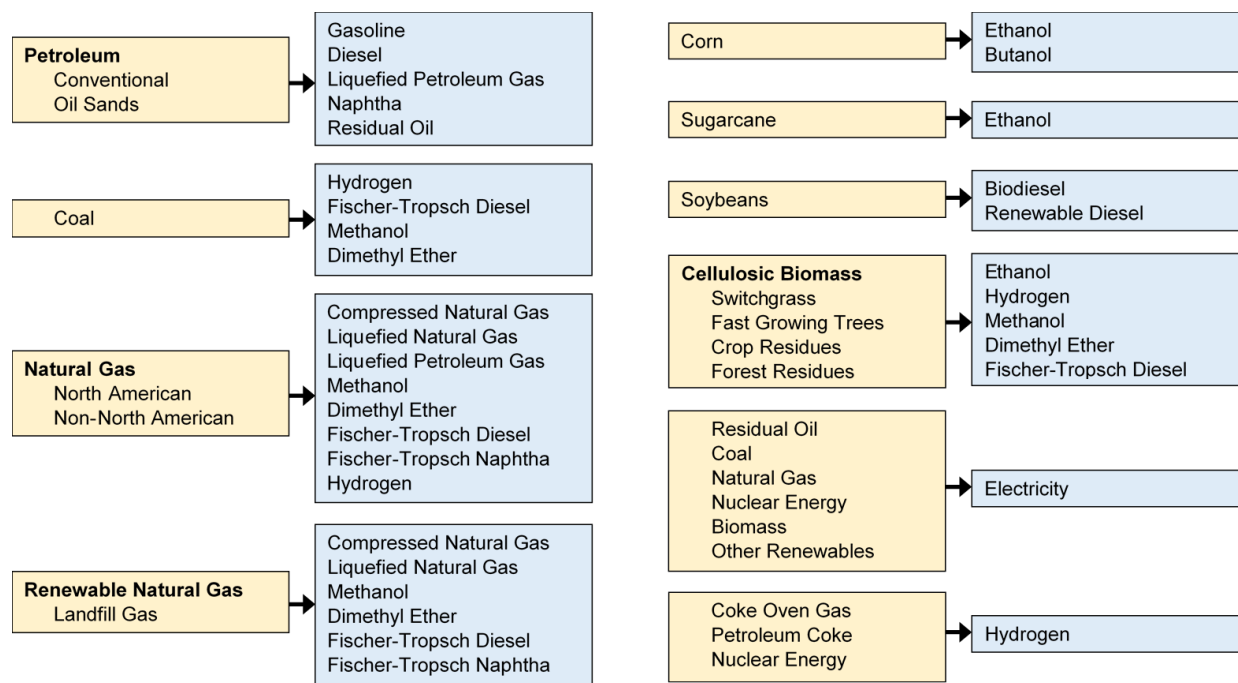 Petroleum
Conventional
Oil Sands
Gasoline
Diesel
Liquefied Petroleum Gas
Naphtha
Residual Oil
Coal
Hydrogen
Fischer-Tropsch Diesel
Methanol
Dimethyl Ether
Natural Gas
North American
Non-North American
Compressed Natural Gas
Liquefied Natural Gas
Liquefied Petroleum Gas
Methanol
Dimethyl Ether
Fischer-Tropsch Diesel
Fischer-Tropsch Naphtha
Hydrogen
Renewable Natural Gas
Landfill Gas
Compressed Natural Gas
Liquefied Natural Gas
Methanol
Dimethyl Ether
Fischer-Tropsch Diesel
Fischer-Tropsch Naphtha
Corn
Ethanol
Butanol
Sugarcane
Ethanol
Soybeans
Biodiesel
Renewable Diesel
Cellulosic Biomass
Switchgrass
Fast Growing Trees
Crop Residues
Forest Residues
Ethanol
Hydrogen
Methanol
Dimethyl Ether
Fischer-Tropsch Diesel
Residual Oil
Coal
Natural Gas
Nuclear Energy
Biomass
Other Renewables
Electricity
Coke Oven Gas
Petroleum Coke
Nuclear Energy
Hydrogen